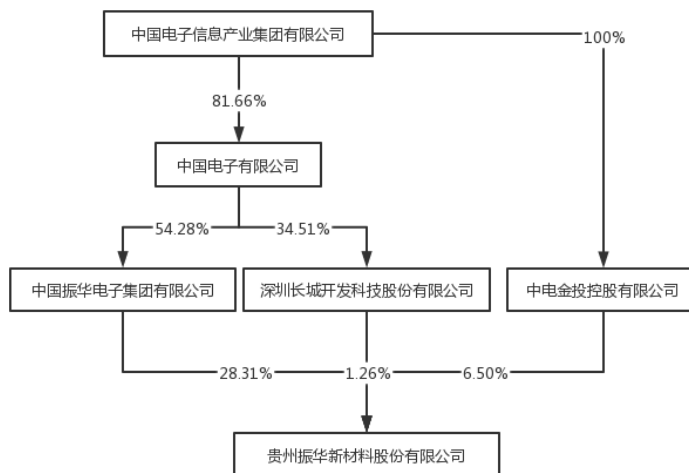 中国电子信息产业集团有限公司
100%
81.66%
中国电子有限公司
54.28%
34.51%
中国振华电子集团有限公司
深圳长城开发科技股份有限公司
中电金投控股有限公司
28.31%
1.26%
6.50%
贵州振华新材料股份有限公司